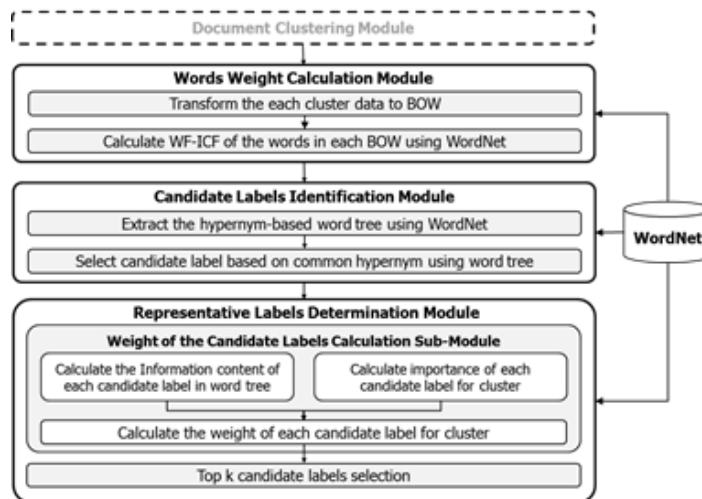 Document Clustering Module
Words Weight Calculation Module
Transform the each cluster data to BOW
Calculate WF-ICF of the words in each BOW using WordNet
Candidate Labels Identification Module
Extract the hypernym-based word tree using WordNet
Select candidate label based on common hypernym using word tree
WordNet
Representative Labels Determination Module
Weight of the Candidate Labels Calculation Sub-Module
Calculate the Information content of
each candidate label in word tree
Calculate importance of each
candidate label for cluster
Calculate the weight of each candidate label for cluster
Top k candidate labels selection